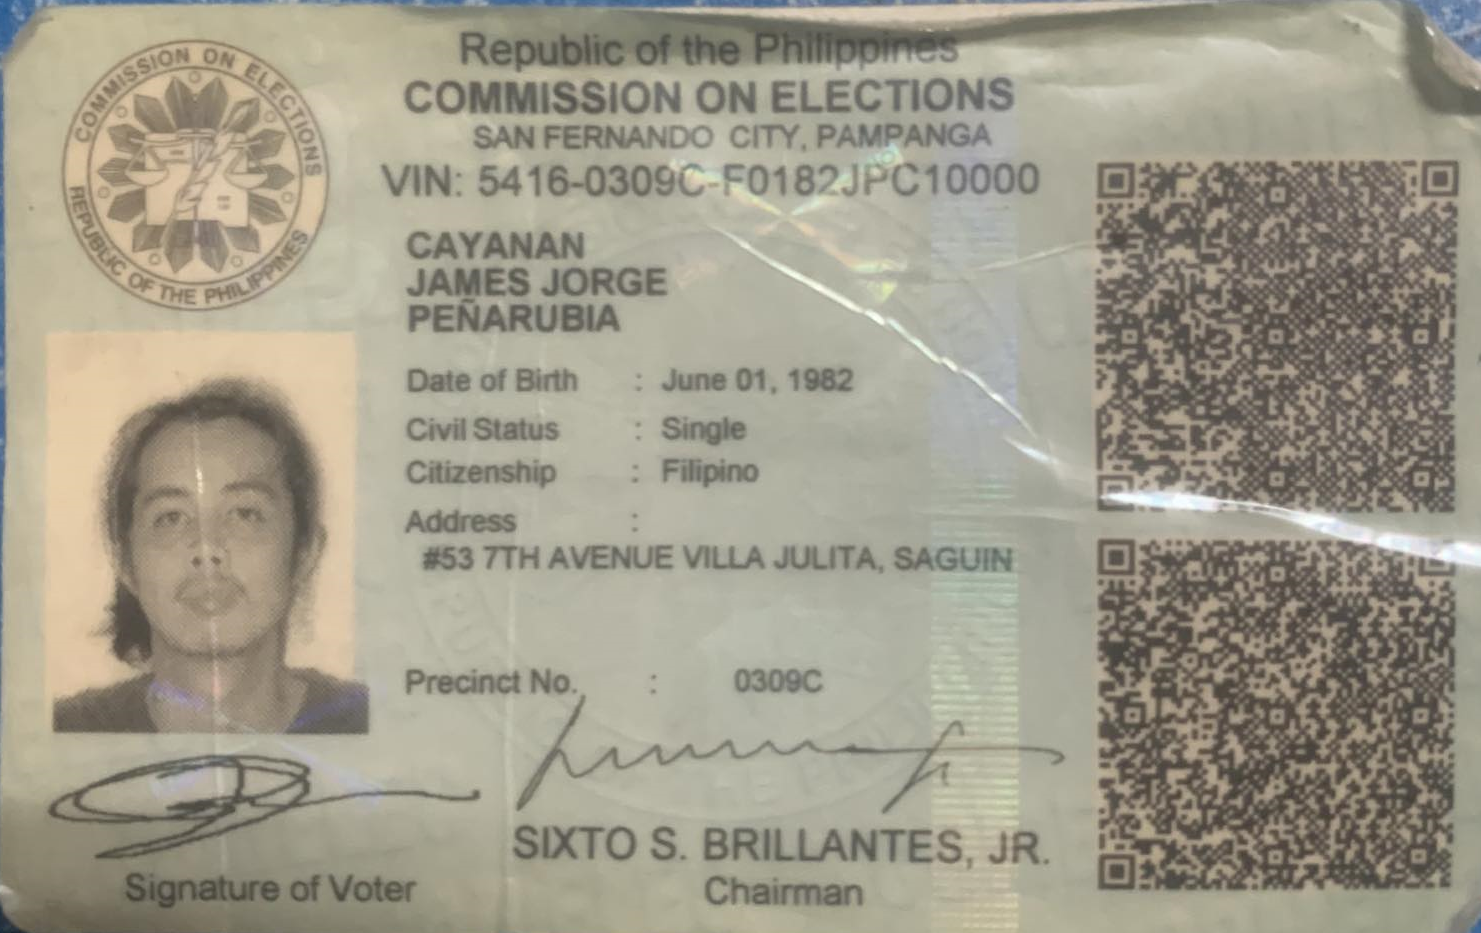 COMMISSION ON ELECTIONS
REPUBLIC OF THE PHILIPPINES
Republic of the Philippines
COMMISSION ON ELECTIONS
SAN FERNANDO CITY, PAMPANGA
VIN: 5416-0309C-F0182JPC10000
CAYANAN
JAMES JORGE
PEÑARUBIA
Date of Birth : June 01, 1982
Civil Status : Single
Citizenship : Filipino
Address :
#53 7TH AVENUE VILLA JULITA, SAGUIN
Precinct No. : 0309C
SIXTO S. BRILLANTES, JR.
Chairman
Signature of Voter